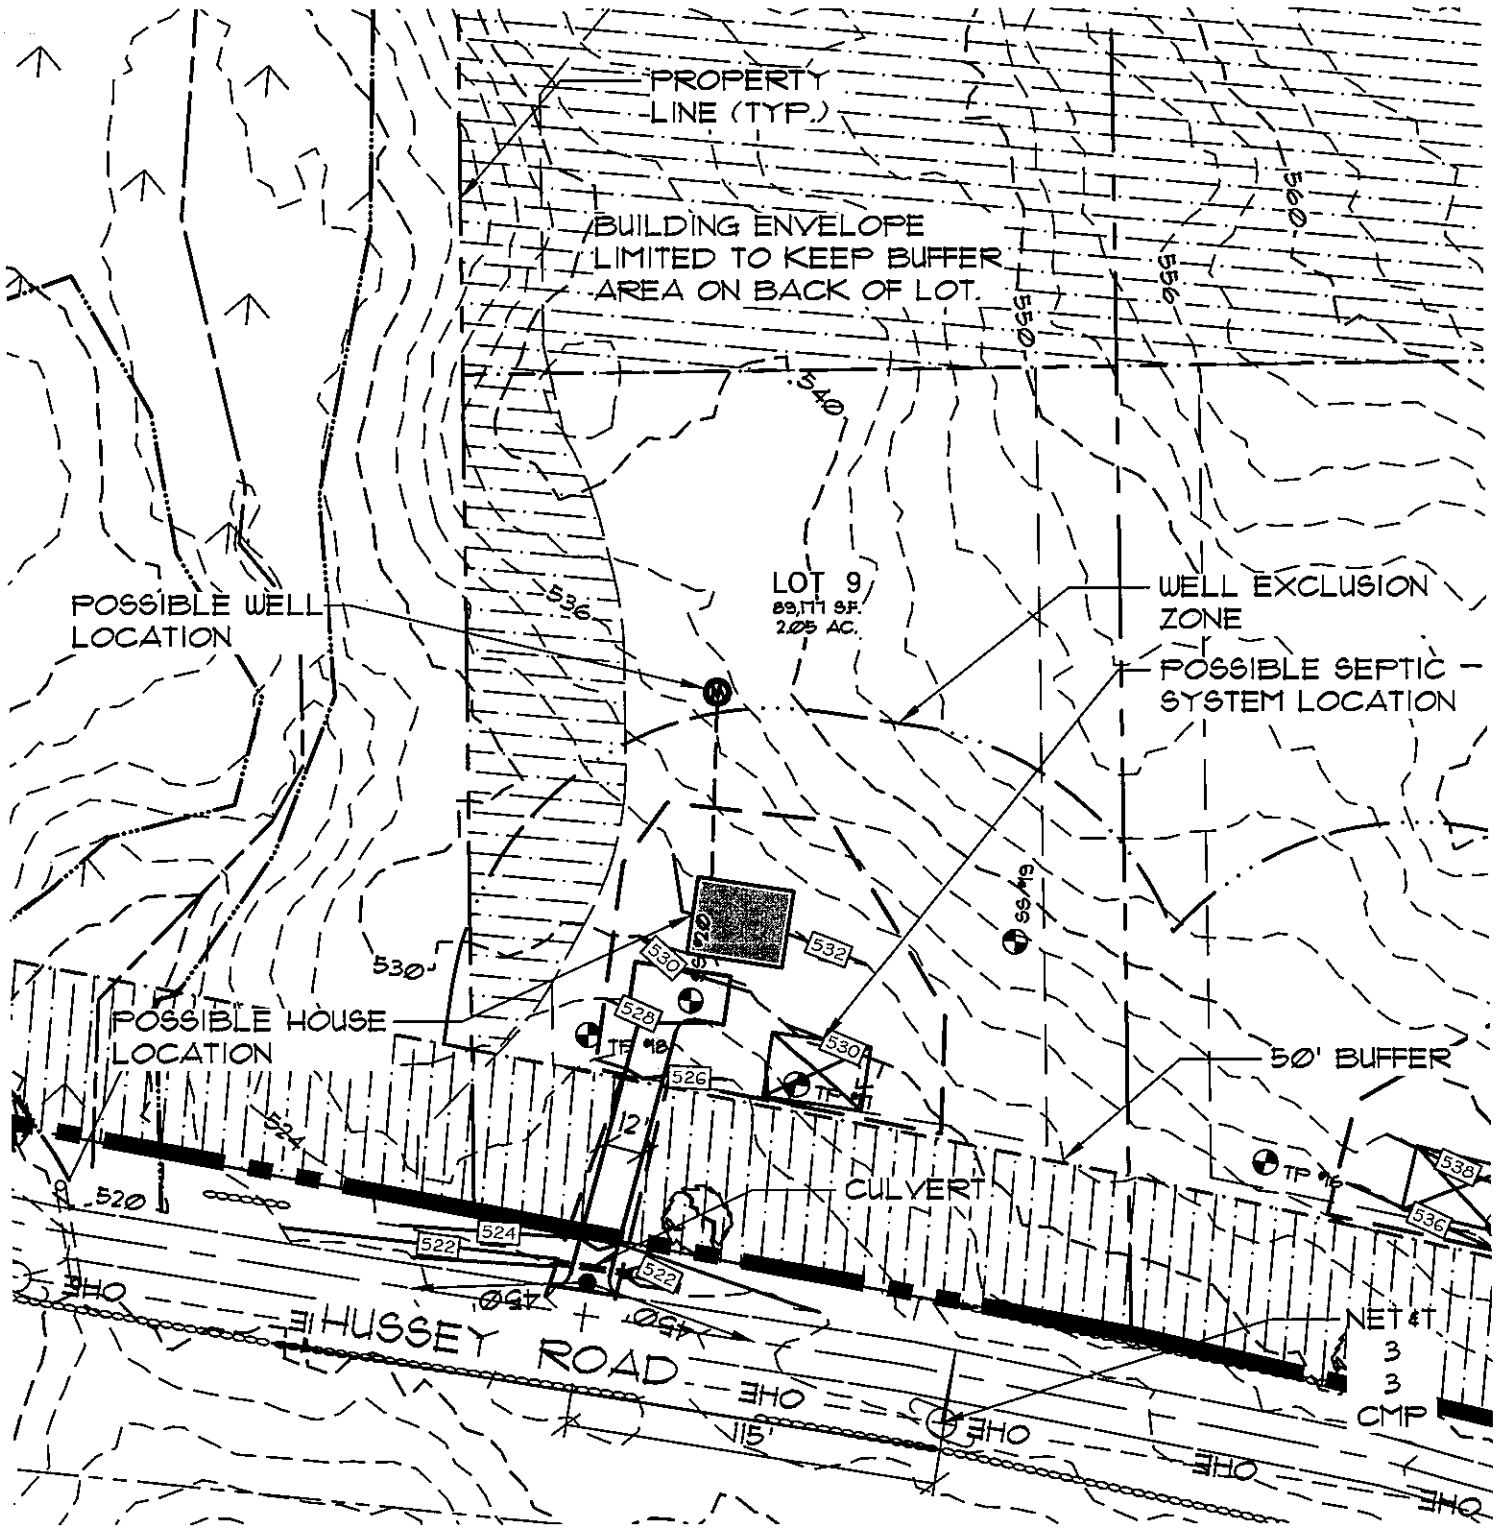 PROPERTY
LINE (TYP.)
BUILDING ENVELOPE
LIMITED TO KEEP BUFFER
AREA ON BACK OF LOT.
560
556
550
540
536
LOT 9
2.05 AC.
POSSIBLE WELL
LOCATION
WELL EXCLUSION
ZONE
POSSIBLE SEPTIC
SYSTEM LOCATION
530
532
530
528
530
526
POSSIBLE HOUSE
LOCATION
50' BUFFER
12'
524
520
524
522
522
CULVERT
538
536
450'
450'
OHE
HUSSEY ROAD
OHE
115'
OHE
OHE
OHE
NET&T
3
3
CMP